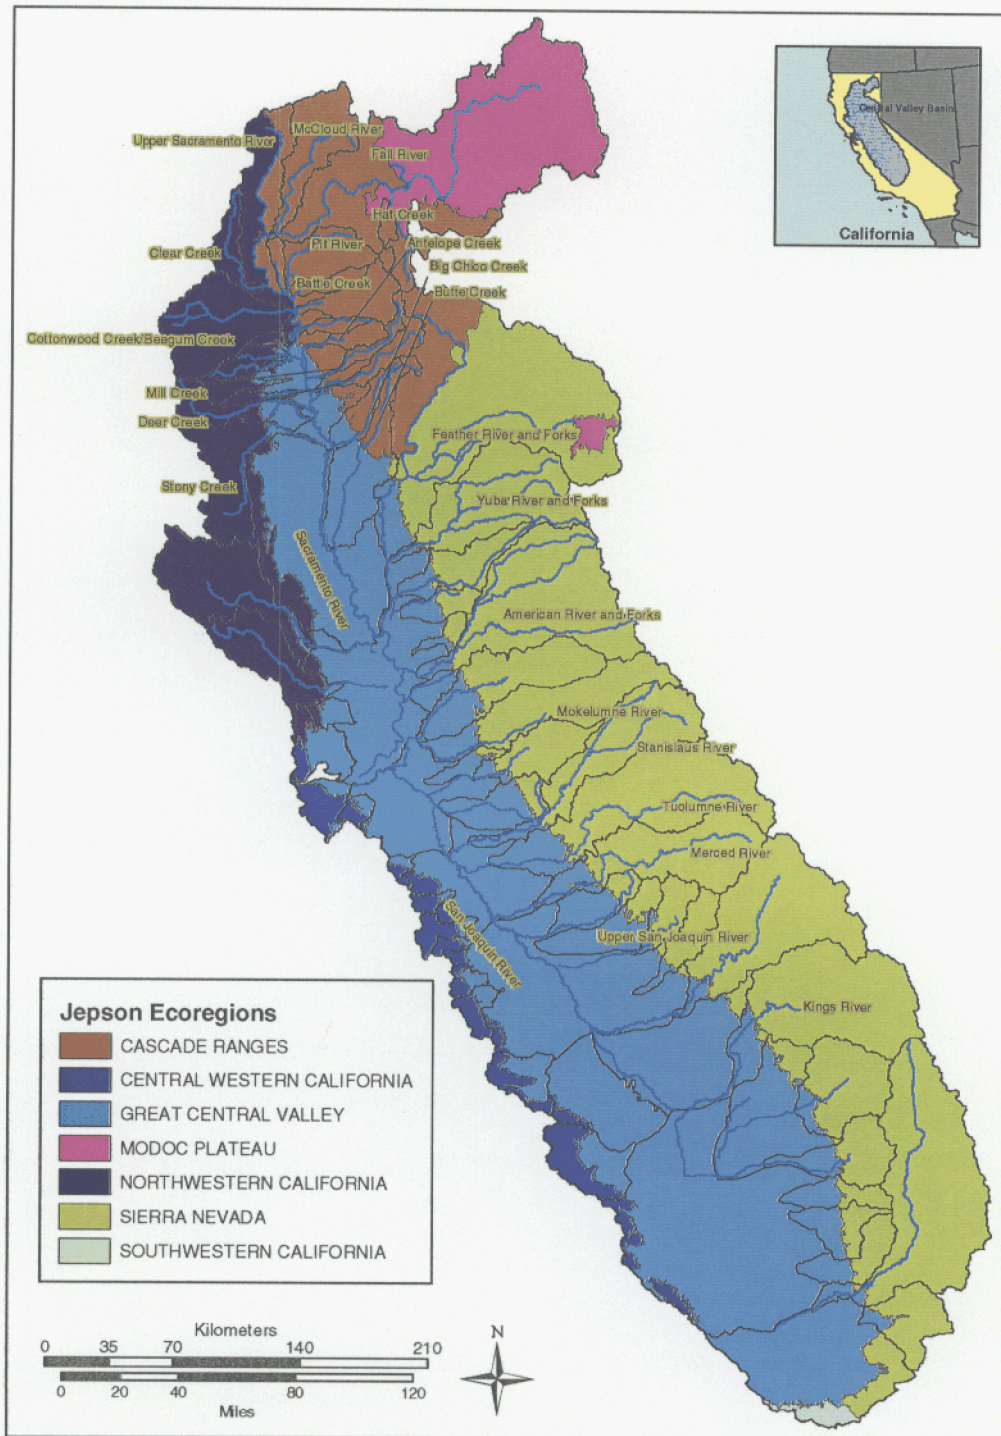 McCloud River
Upper Sacramento River
Fall River
Central Valley Basin
California
Hat Creek
Pit River
Antelope Creek
Clear Creek
Big Chico Creek
Battle Creek
Butte Creek
Cottonwood Creek/Beegum Creek
Mill Creek
Deer Creek
Feather River and Forks
Stony Creek
Yuba River and Forks
Sacramento River
American River and Forks
Mokelumne River
Stanislaus River
Tuolumne River
Merced River
San Joaquin River
Upper San Joaquin River
Kings River
Jepson Ecoregions
CASCADE RANGES
CENTRAL WESTERN CALIFORNIA
GREAT CENTRAL VALLEY
MODOC PLATEAU
NORTHWESTERN CALIFORNIA
SIERRA NEVADA
SOUTHWESTERN CALIFORNIA
Kilometers
0 35 70 140 210
0 20 40 80 120
Miles
N